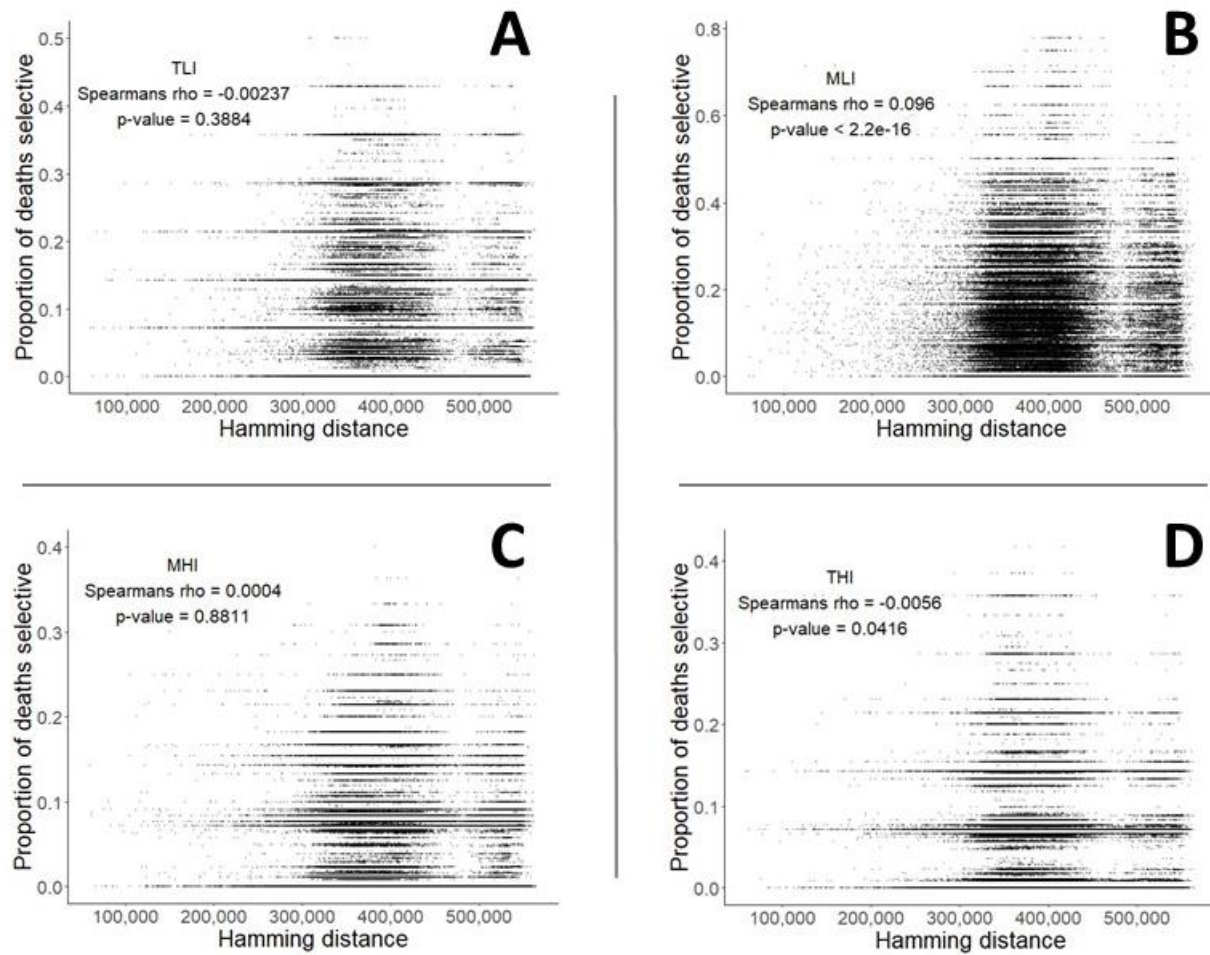 A
TLI
Spearmans rho = -0.00237
p-value = 0.3884
Proportion of deaths selective
0.5
0.4
0.3
0.2
0.1
0.0
100,000 200,000 300,000 400,000 500,000
Hamming distance
B
MLI
Spearmans rho = 0.096
p-value < 2.2e-16
Proportion of deaths selective
0.8
0.6
0.4
0.2
0.0
100,000 200,000 300,000 400,000 500,000
Hamming distance
C
MHI
Spearmans rho = 0.0004
p-value = 0.8811
Proportion of deaths selective
0.4
0.3
0.2
0.1
0.0
100,000 200,000 300,000 400,000 500,000
Hamming distance
D
THI
Spearmans rho = -0.0056
p-value = 0.0416
Proportion of deaths selective
0.4
0.3
0.2
0.1
0.0
100,000 200,000 300,000 400,000 500,000
Hamming distance